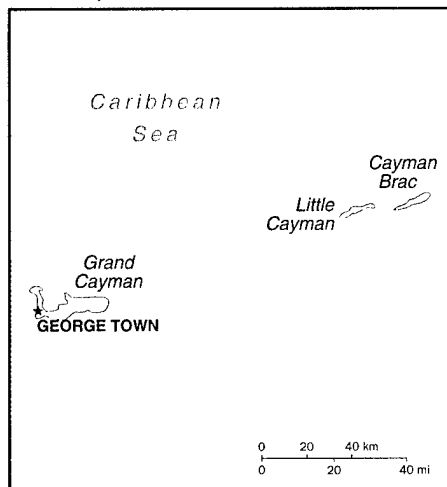 Caribbean
Sea
Cayman
Brac
Little
Cayman
Grand
Cayman
GEORGE TOWN
0 20 40 km
0 20 40 mi